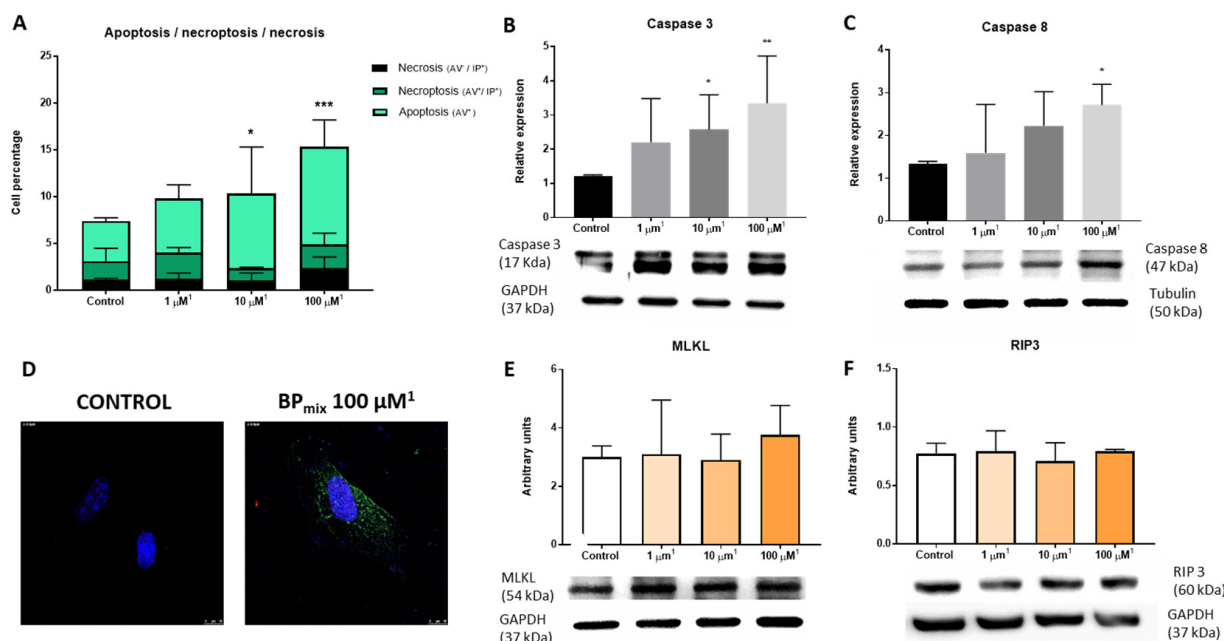 A
Apoptosis / necroptosis / necrosis
25
20
15
10
5
0
Cell percentage
Necrosis (AV⁻ / IP⁺)
Necroptosis (AV⁺/ IP⁺)
Apoptosis (AV⁺)
*
***
Control
1 μM¹
10 μM¹
100 μM¹
B
Caspase 3
5
4
3
2
1
0
Relative expression
*
**
Control
1 μm¹
10 μm¹
100 μM¹
Caspase 3
(17 Kda)
GAPDH
(37 kDa)
C
Caspase 8
4
3
2
1
0
Relative expression
*
Control
1 μm¹
10 μm¹
100 μM¹
Caspase 8
(47 kDa)
Tubulin
(50 kDa)
D
CONTROL
BPmix 100 μM¹
E
MLKL
6
4
2
Arbitrary units
Control
1 μm¹
10 μm¹
100 μM¹
MLKL
(54 kDa)
GAPDH
(37 kDa)
F
RIP3
1.5
1.0
0.5
0.0
Arbitrary units
Control
1 μm¹
10 μm¹
100 μM¹
RIP 3
(60 kDa)
GAPDH
(37 kDa)